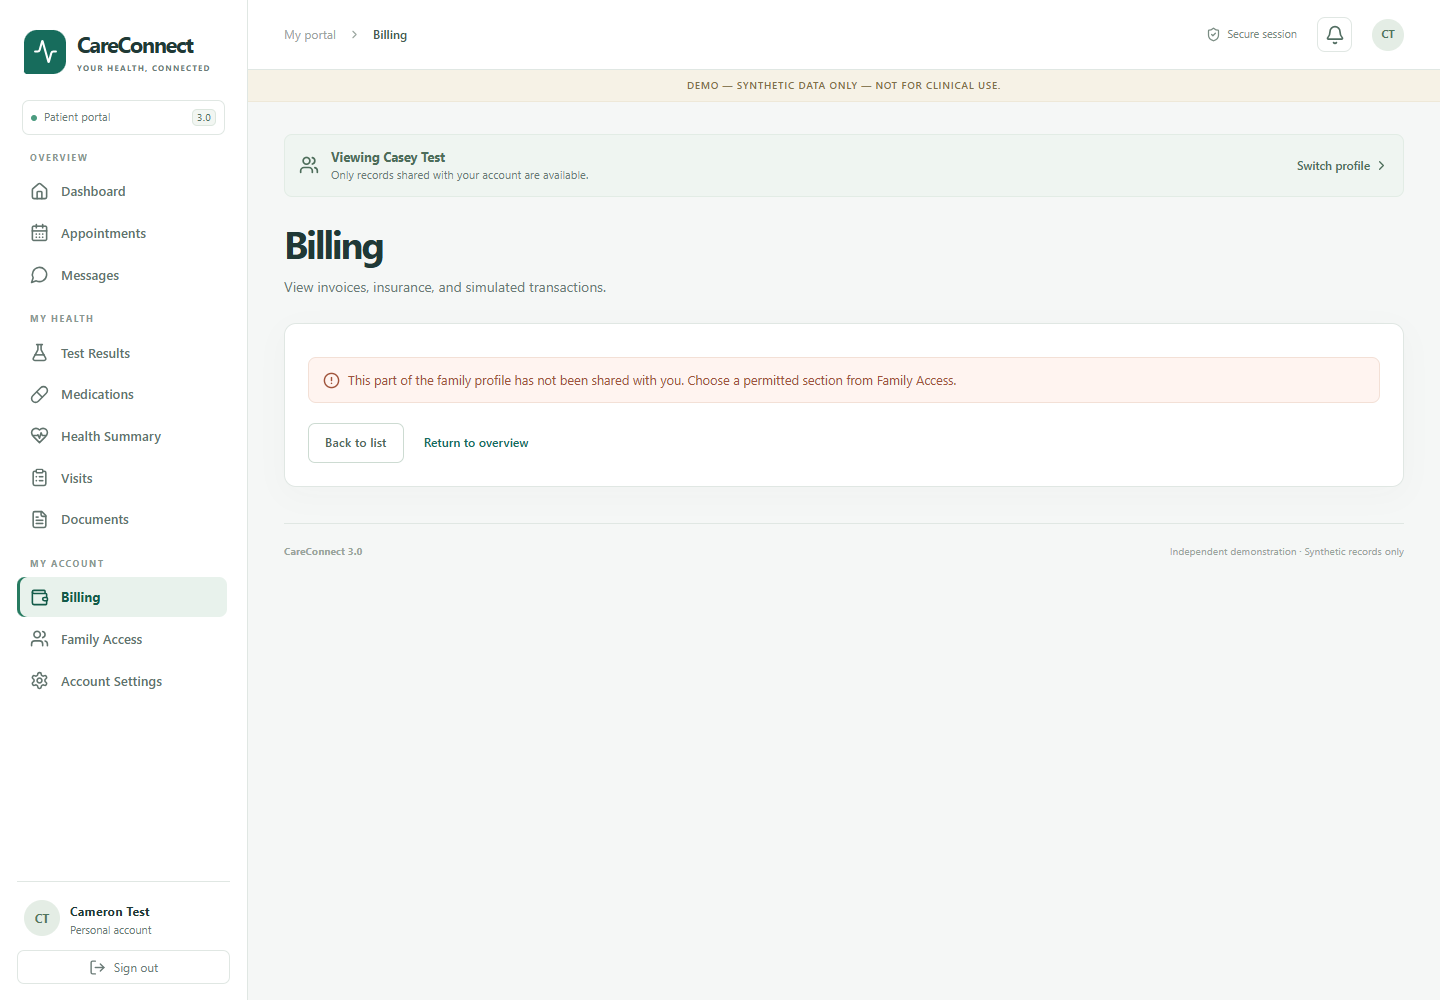 CareConnect
YOUR HEALTH, CONNECTED
Patient portal
3.0
OVERVIEW
Dashboard
Appointments
Messages
MY HEALTH
Test Results
Medications
Health Summary
Visits
Documents
MY ACCOUNT
Billing
Family Access
Account Settings
CT
Cameron Test
Personal account
Sign out
My portal
Billing
Secure session
CT
DEMO — SYNTHETIC DATA ONLY — NOT FOR CLINICAL USE.
Viewing Casey Test
Only records shared with your account are available.
Switch profile
Billing
View invoices, insurance, and simulated transactions.
This part of the family profile has not been shared with you. Choose a permitted section from Family Access.
Back to list
Return to overview
CareConnect 3.0
Independent demonstration · Synthetic records only